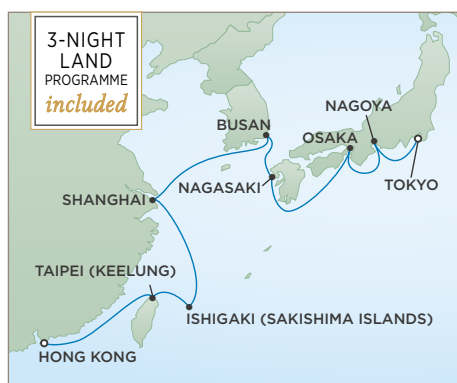 3-NIGHT
LAND
PROGRAMME
included
NAGOYA
BUSAN
OSAKA
NAGASAKI
TOKYO
SHANGHAI
TAIPEI (KEELUNG)
ISHIGAKI (SAKISHIMA ISLANDS)
HONG KONG